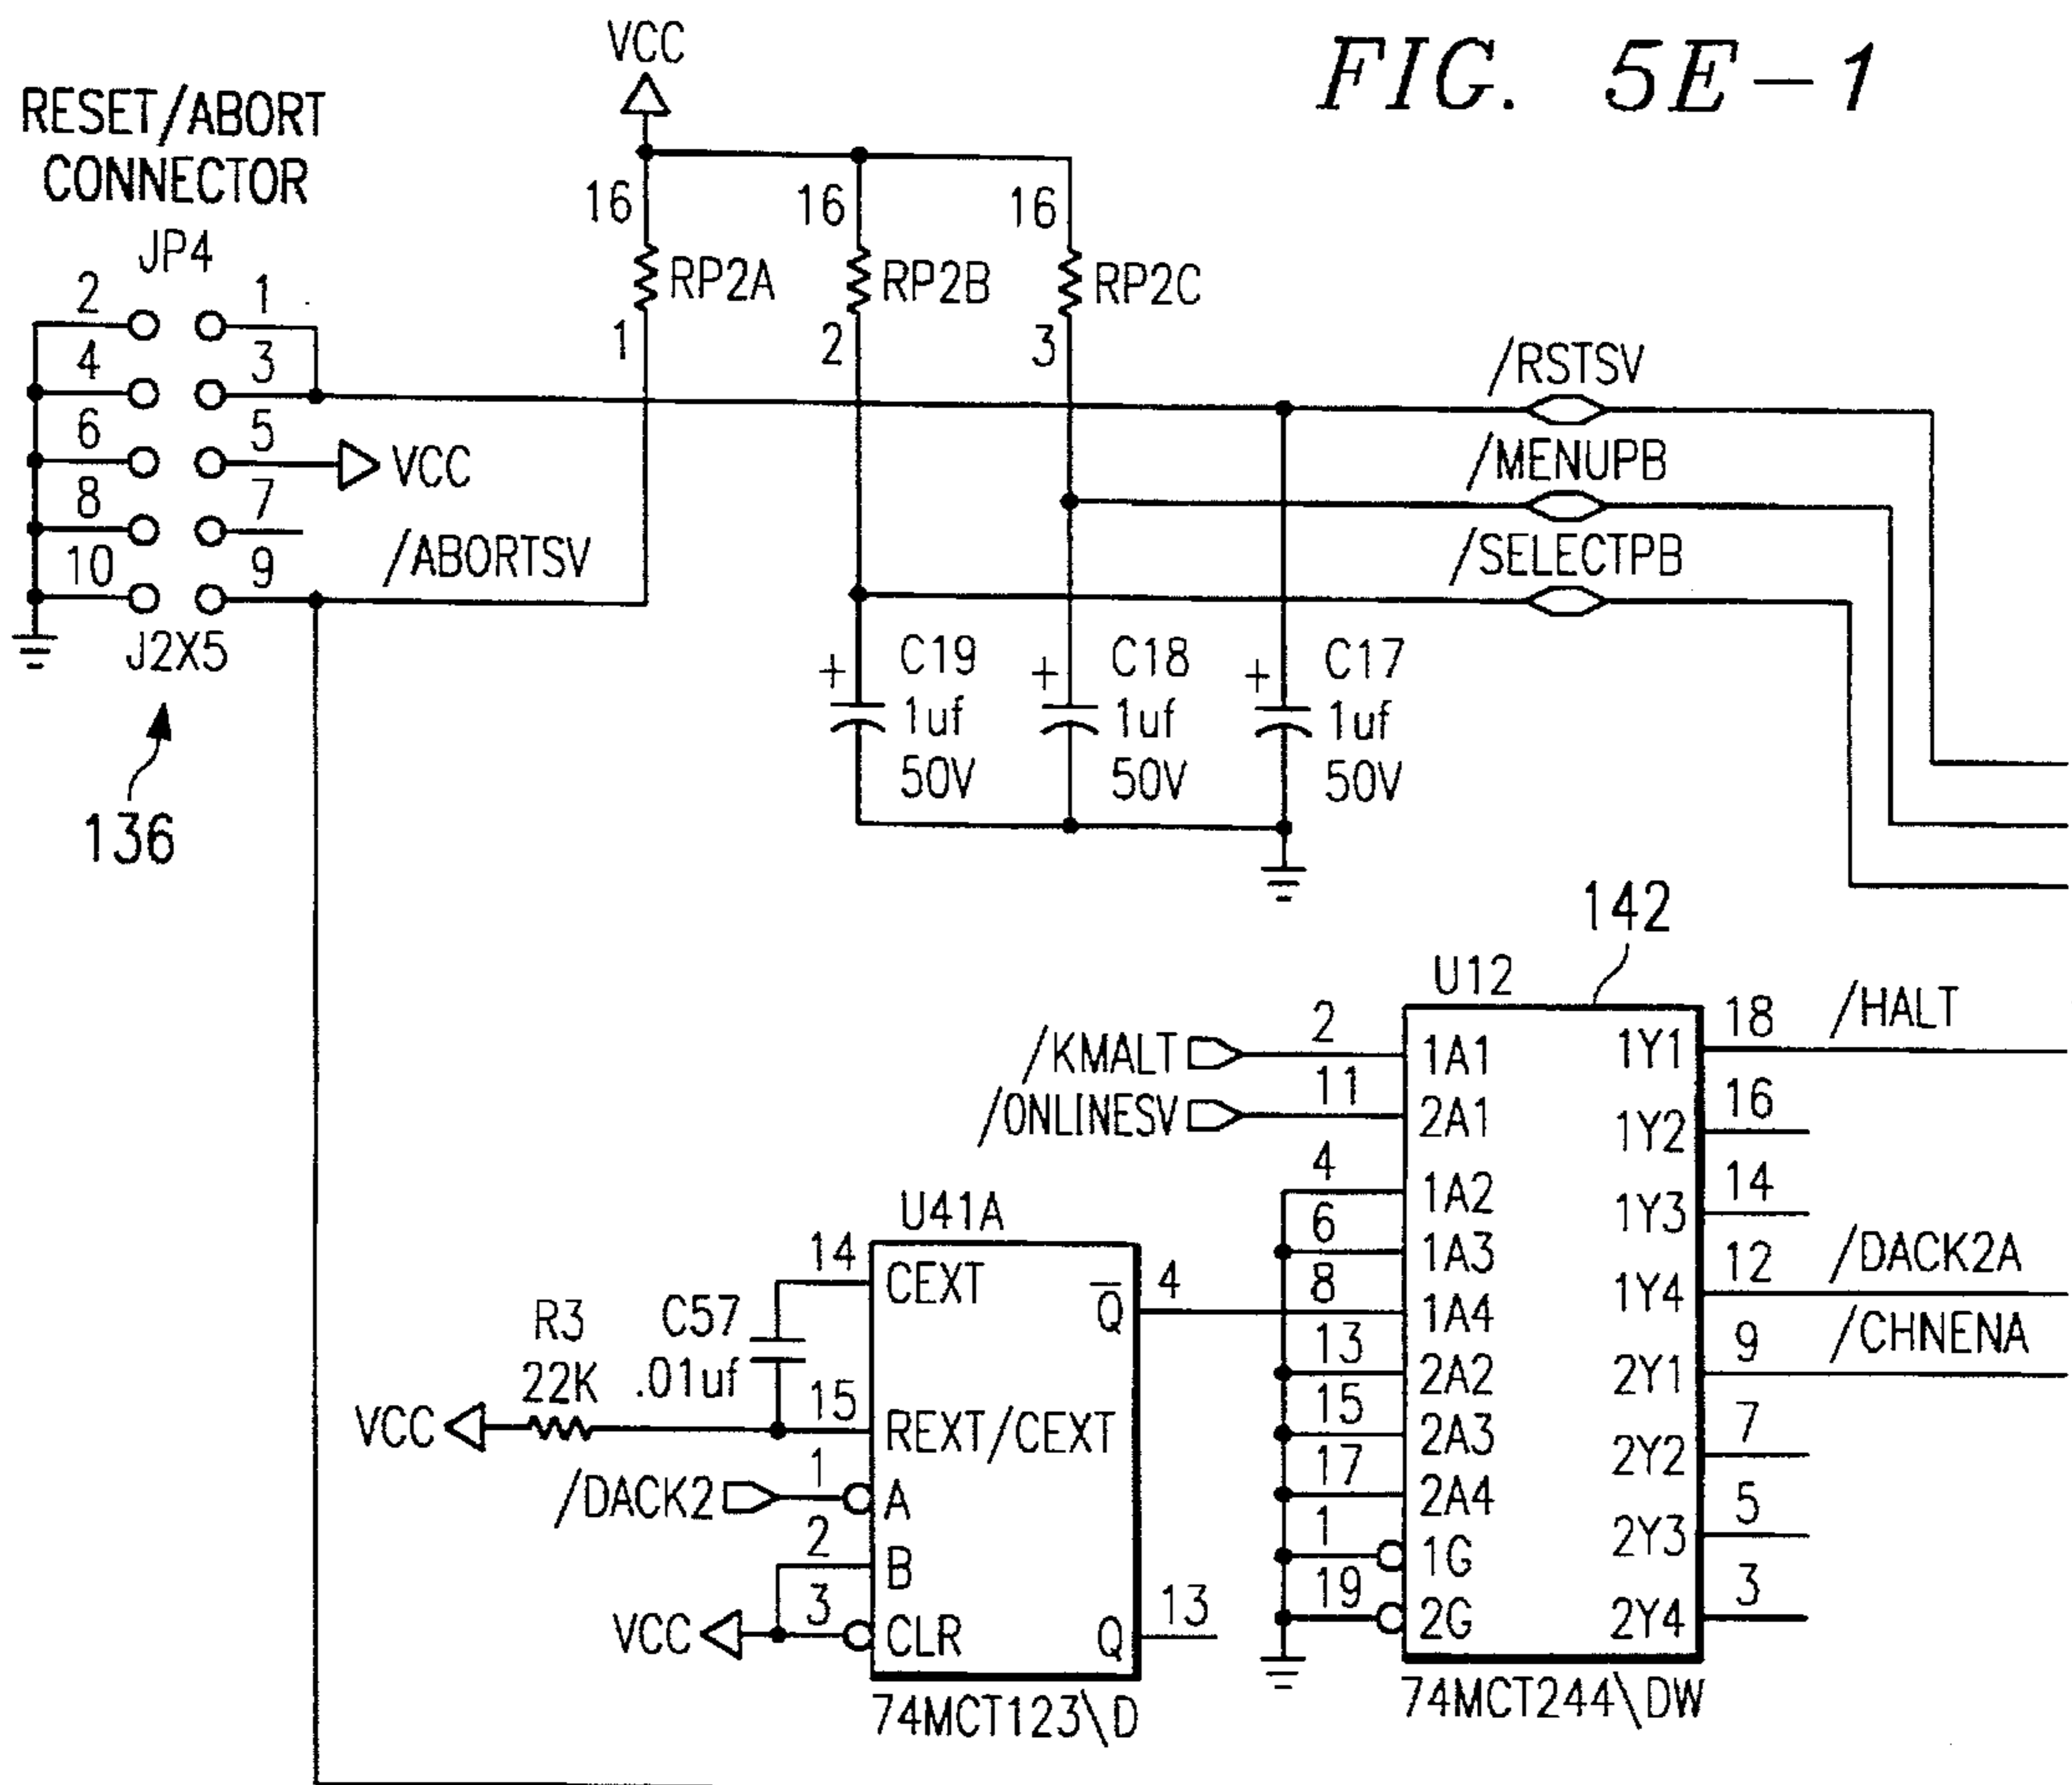 FIG. 5E-1
VCC
RESET/ABORT
CONNECTOR
JP4
16
16
16
RP2A
RP2B
RP2C
1
2
3
2
1
4
3
6
5
VCC
8
7
10
9
/ABORTSV
J2X5
136
/RSTSV
/MENUPB
/SELECTPB
+
C19
1uf
50V
+
C18
1uf
50V
+
C17
1uf
50V
142
U12
/KMALT
2
1A1
/ONLINESV
11
2A1
4
1A2
6
1A3
8
1A4
13
2A2
15
2A3
17
2A4
1
1G
19
2G
1Y1
18
/HALT
1Y2
16
1Y3
14
1Y4
12
/DACK2A
2Y1
9
/CHNENA
2Y2
7
2Y3
5
2Y4
3
74MCT244\DW
U41A
14
CEXT
Q
4
R3
22K
C57
.01uf
VCC
15
REXT/CEXT
/DACK2
1
A
2
B
VCC
3
CLR
Q
13
74MCT123\D